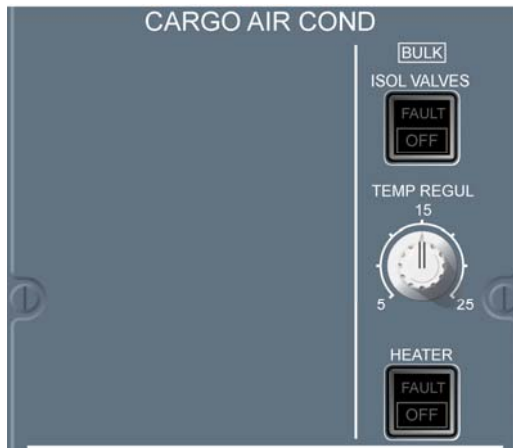 CARGO AIR COND
BULK
ISOL VALVES
FAULT
OFF
TEMP REGUL
15
5 25
HEATER
FAULT
OFF